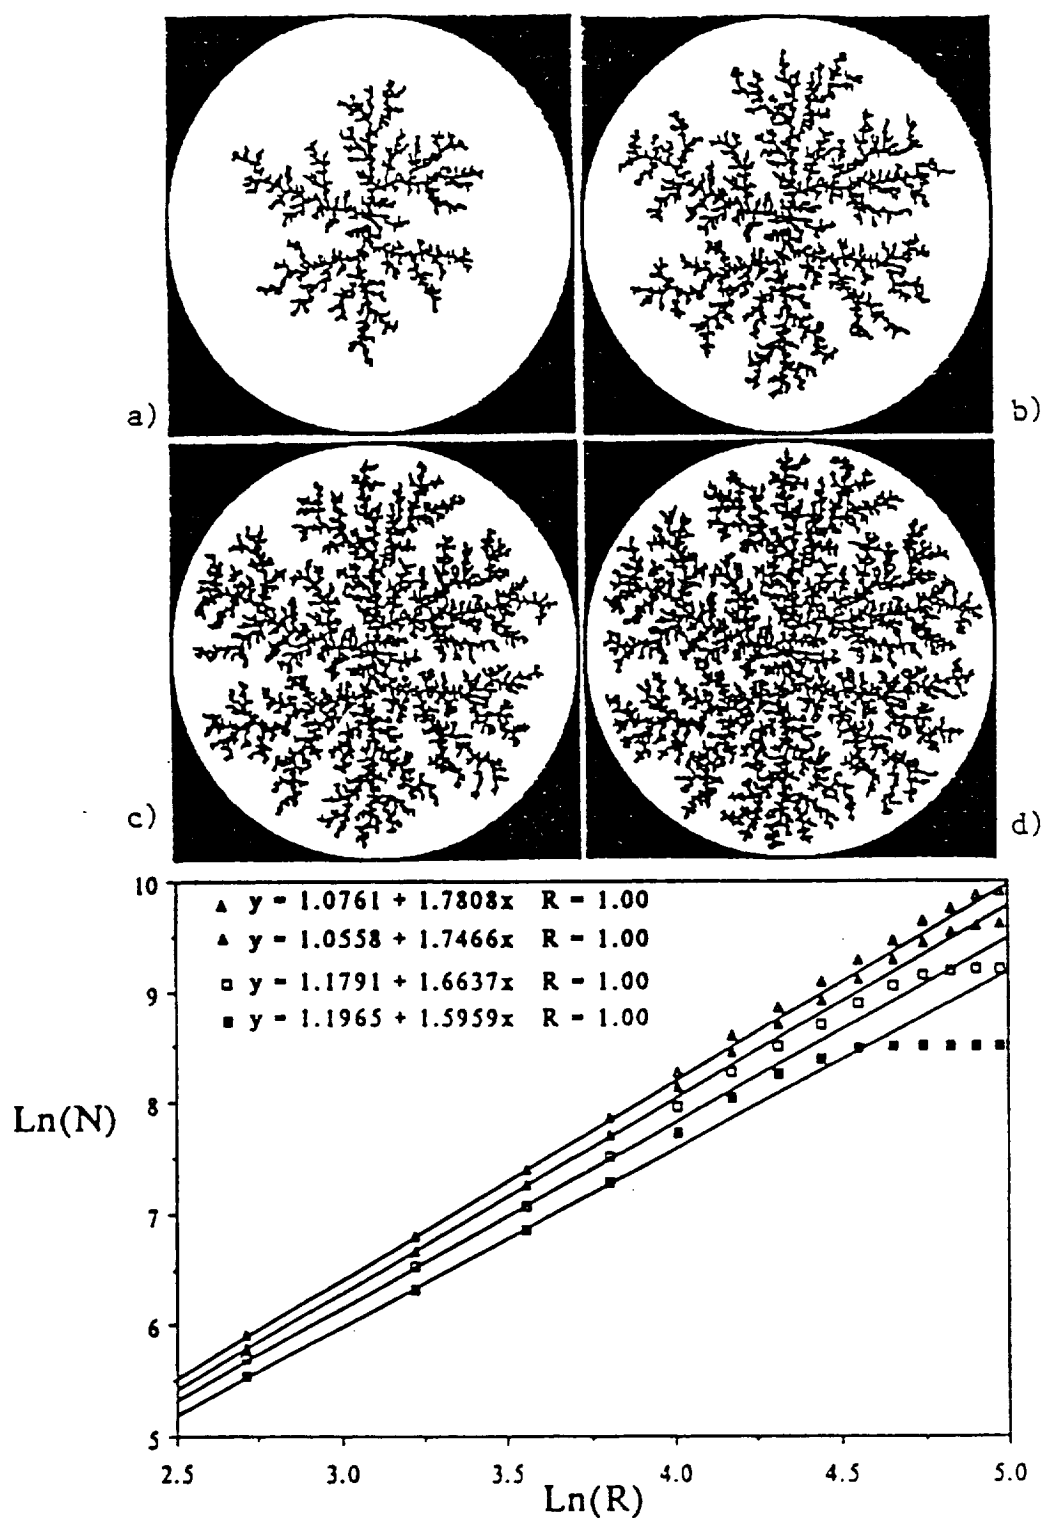 a)
b)
c)
d)
10
9
8
7
6
5
Ln(N)
▲ y = 1.0761 + 1.7808x R = 1.00
▲ y = 1.0558 + 1.7466x R = 1.00
□ y = 1.1791 + 1.6637x R = 1.00
■ y = 1.1965 + 1.5959x R = 1.00
2.5 3.0 3.5 4.0 4.5 5.0
Ln(R)